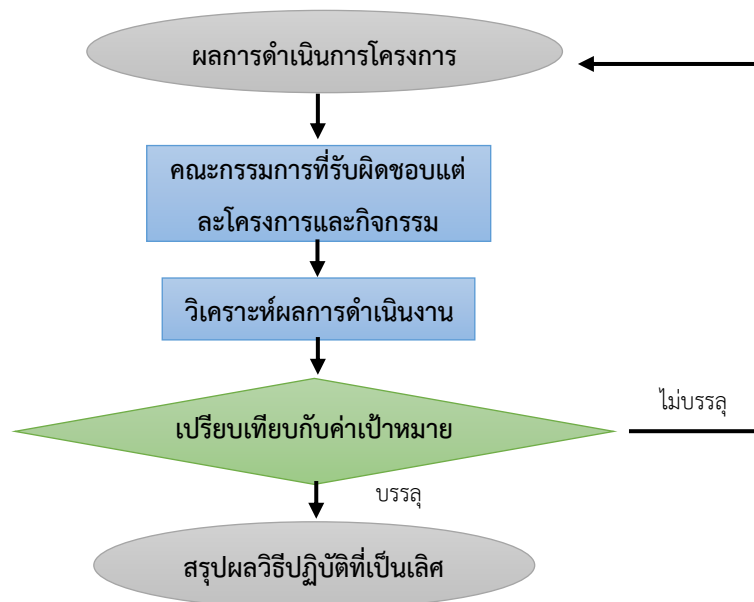 ผลการดำเนินการโครงการ
คณะกรรมการที่รับผิดชอบแต่
ละโครงการและกิจกรรม
วิเคราะห์ผลการดำเนินงาน
เปรียบเทียบกับค่าเป้าหมาย
ไม่บรรลุ
บรรลุ
สรุปผลวิธีปฏิบัติที่เป็นเลิศ